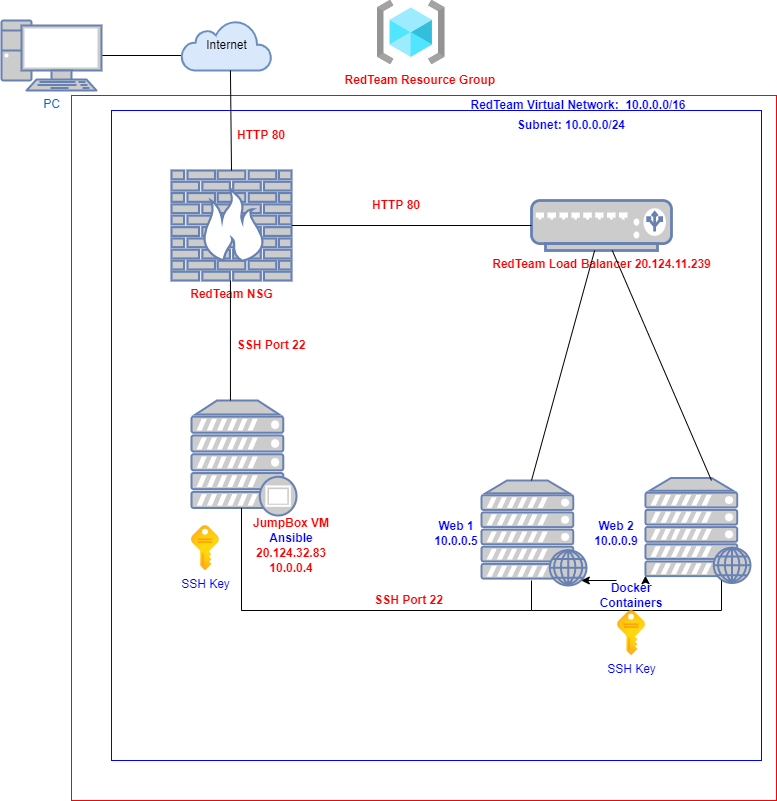 Internet
RedTeam Resource Group
PC
RedTeam Virtual Network: 10.0.0.0/16
Subnet: 10.0.0.0/24
HTTP 80
HTTP 80
RedTeam Load Balancer 20.124.11.239
RedTeam NSG
SSH Port 22
JumpBox VM
Ansible
20.124.32.83
10.0.0.4
SSH Key
Web 1
10.0.0.5
Web 2
10.0.0.9
Docker
Containers
SSH Port 22
SSH Key